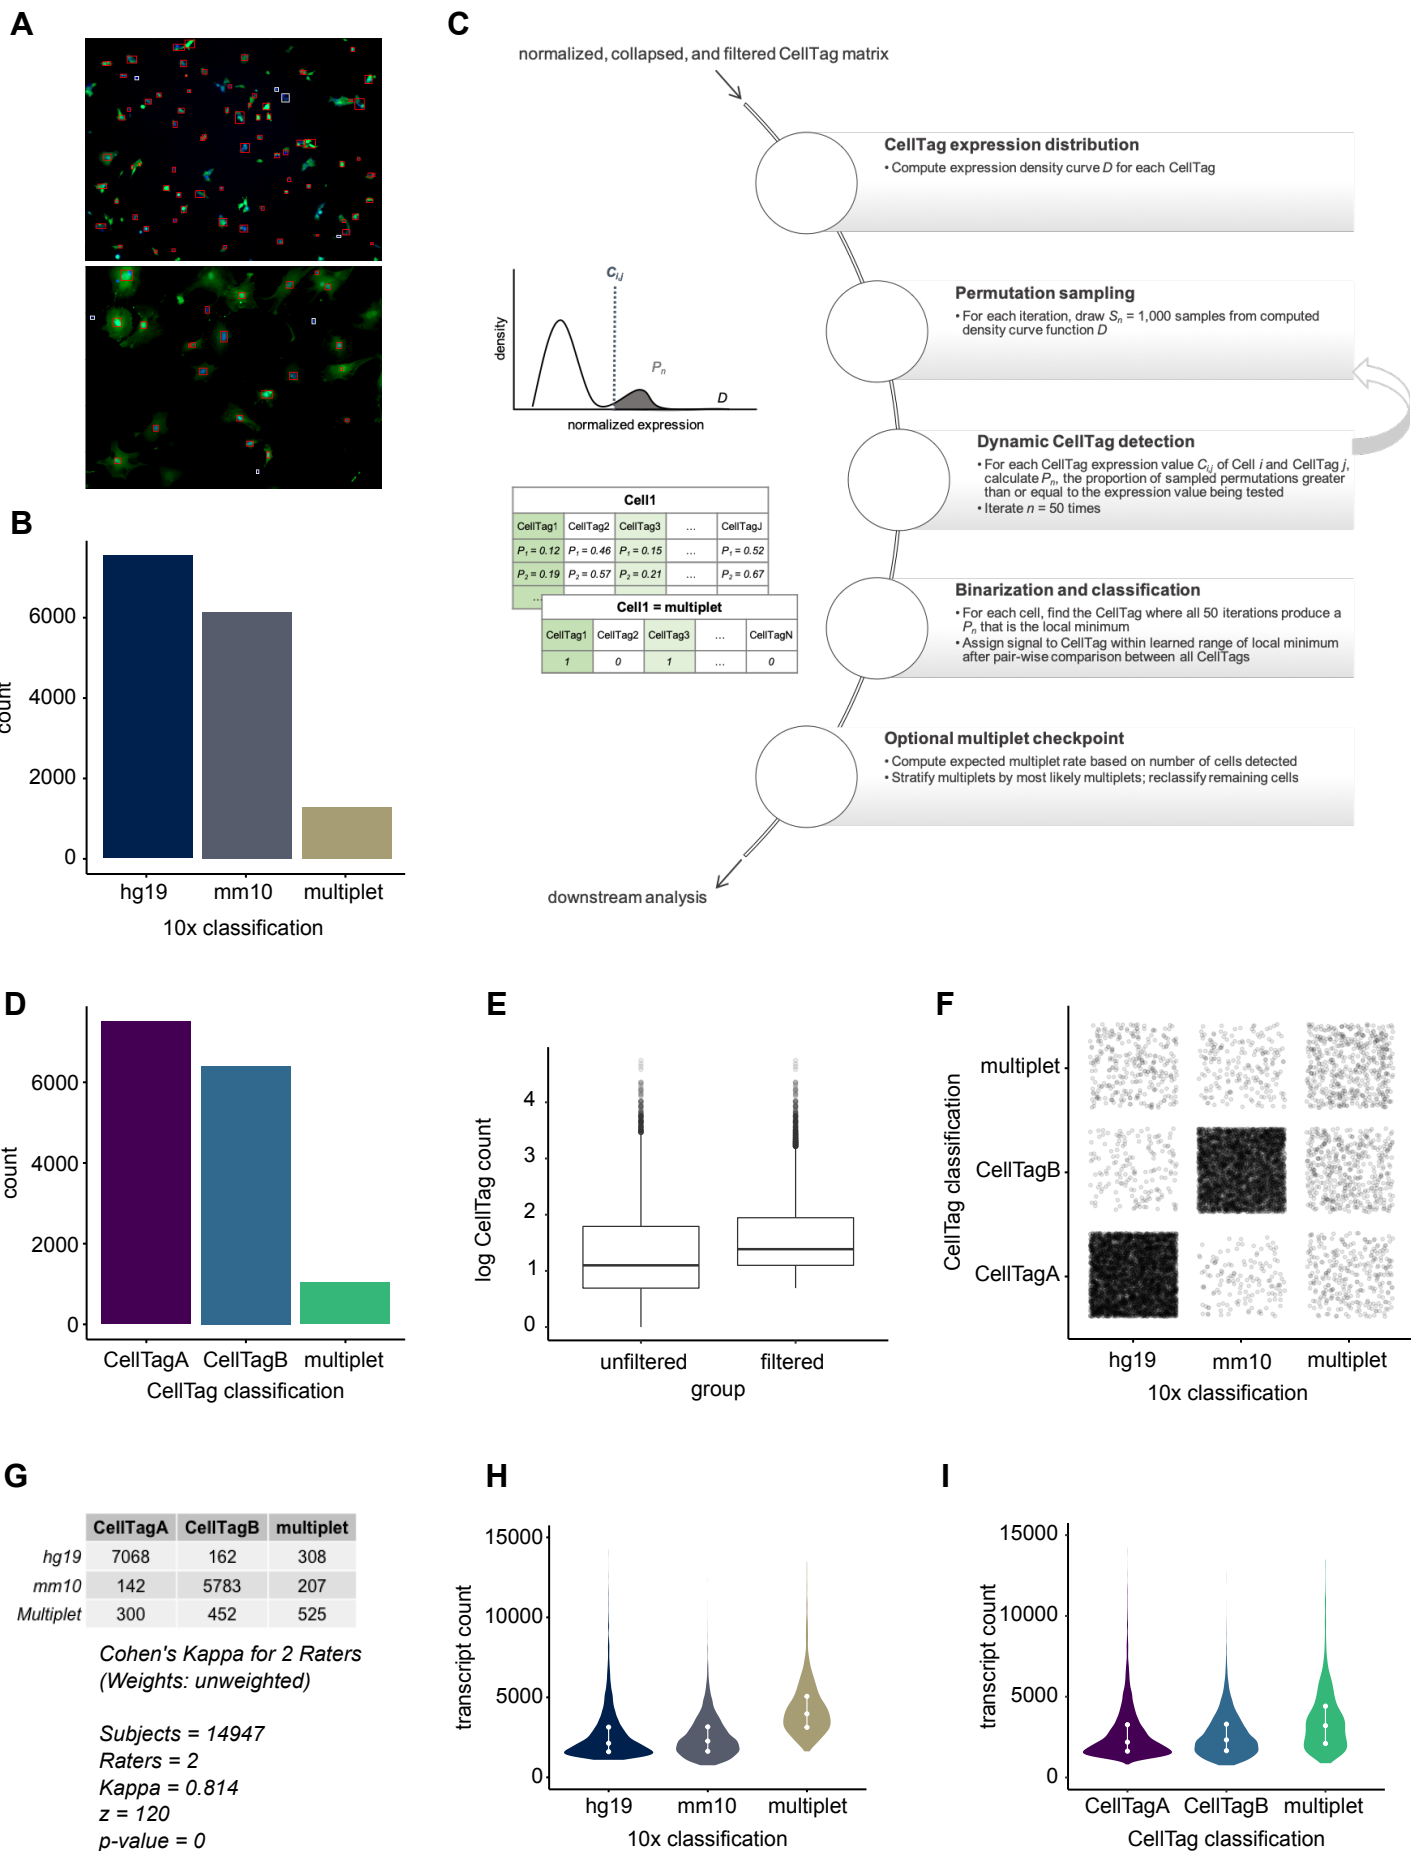 A
B
count
6000
4000
2000
0
hg19
mm10
multiplet
10x classification
C
normalized, collapsed, and filtered CellTag matrix
CellTag expression distribution
• Compute expression density curve D for each CellTag
Permutation sampling
• For each iteration, draw Sn = 1,000 samples from computed
density curve function D
Dynamic CellTag detection
• For each CellTag expression value Ci,j of Cell i and CellTag j,
calculate Pn, the proportion of sampled permutations greater
than or equal to the expression value being tested
• Iterate n = 50 times
Binarization and classification
• For each cell, find the CellTag where all 50 iterations produce a
Pn that is the local minimum
• Assign signal to CellTag within learned range of local minimum
after pair-wise comparison between all CellTags
Optional multiplet checkpoint
• Compute expected multiplet rate based on number of cells detected
• Stratify multiplets by most likely multiplets; reclassify remaining cells
downstream analysis
Ci,j
density
Pn
D
normalized expression
Cell1
CellTag1 CellTag2 CellTag3 ... CellTagJ
P1 = 0.12 P1 = 0.46 P1 = 0.15 ... P1 = 0.52
P2 = 0.19 P2 = 0.57 P2 = 0.21 ... P2 = 0.67
...
Cell1 = multiplet
CellTag1 CellTag2 CellTag3 ... CellTagN
1 0 1 ... 0
D
count
6000
4000
2000
0
CellTagA CellTagB multiplet
CellTag classification
E
log CellTag count
4
3
2
1
0
unfiltered filtered
group
F
CellTag classification
multiplet
CellTagB
CellTagA
hg19 mm10 multiplet
10x classification
G
CellTagA CellTagB multiplet
hg19 7068 162 308
mm10 142 5783 207
Multiplet 300 452 525
Cohen's Kappa for 2 Raters
(Weights: unweighted)
Subjects = 14947
Raters = 2
Kappa = 0.814
z = 120
p-value = 0
H
transcript count
15000
10000
5000
0
hg19 mm10 multiplet
10x classification
I
transcript count
15000
10000
5000
0
CellTagA CellTagB multiplet
CellTag classification